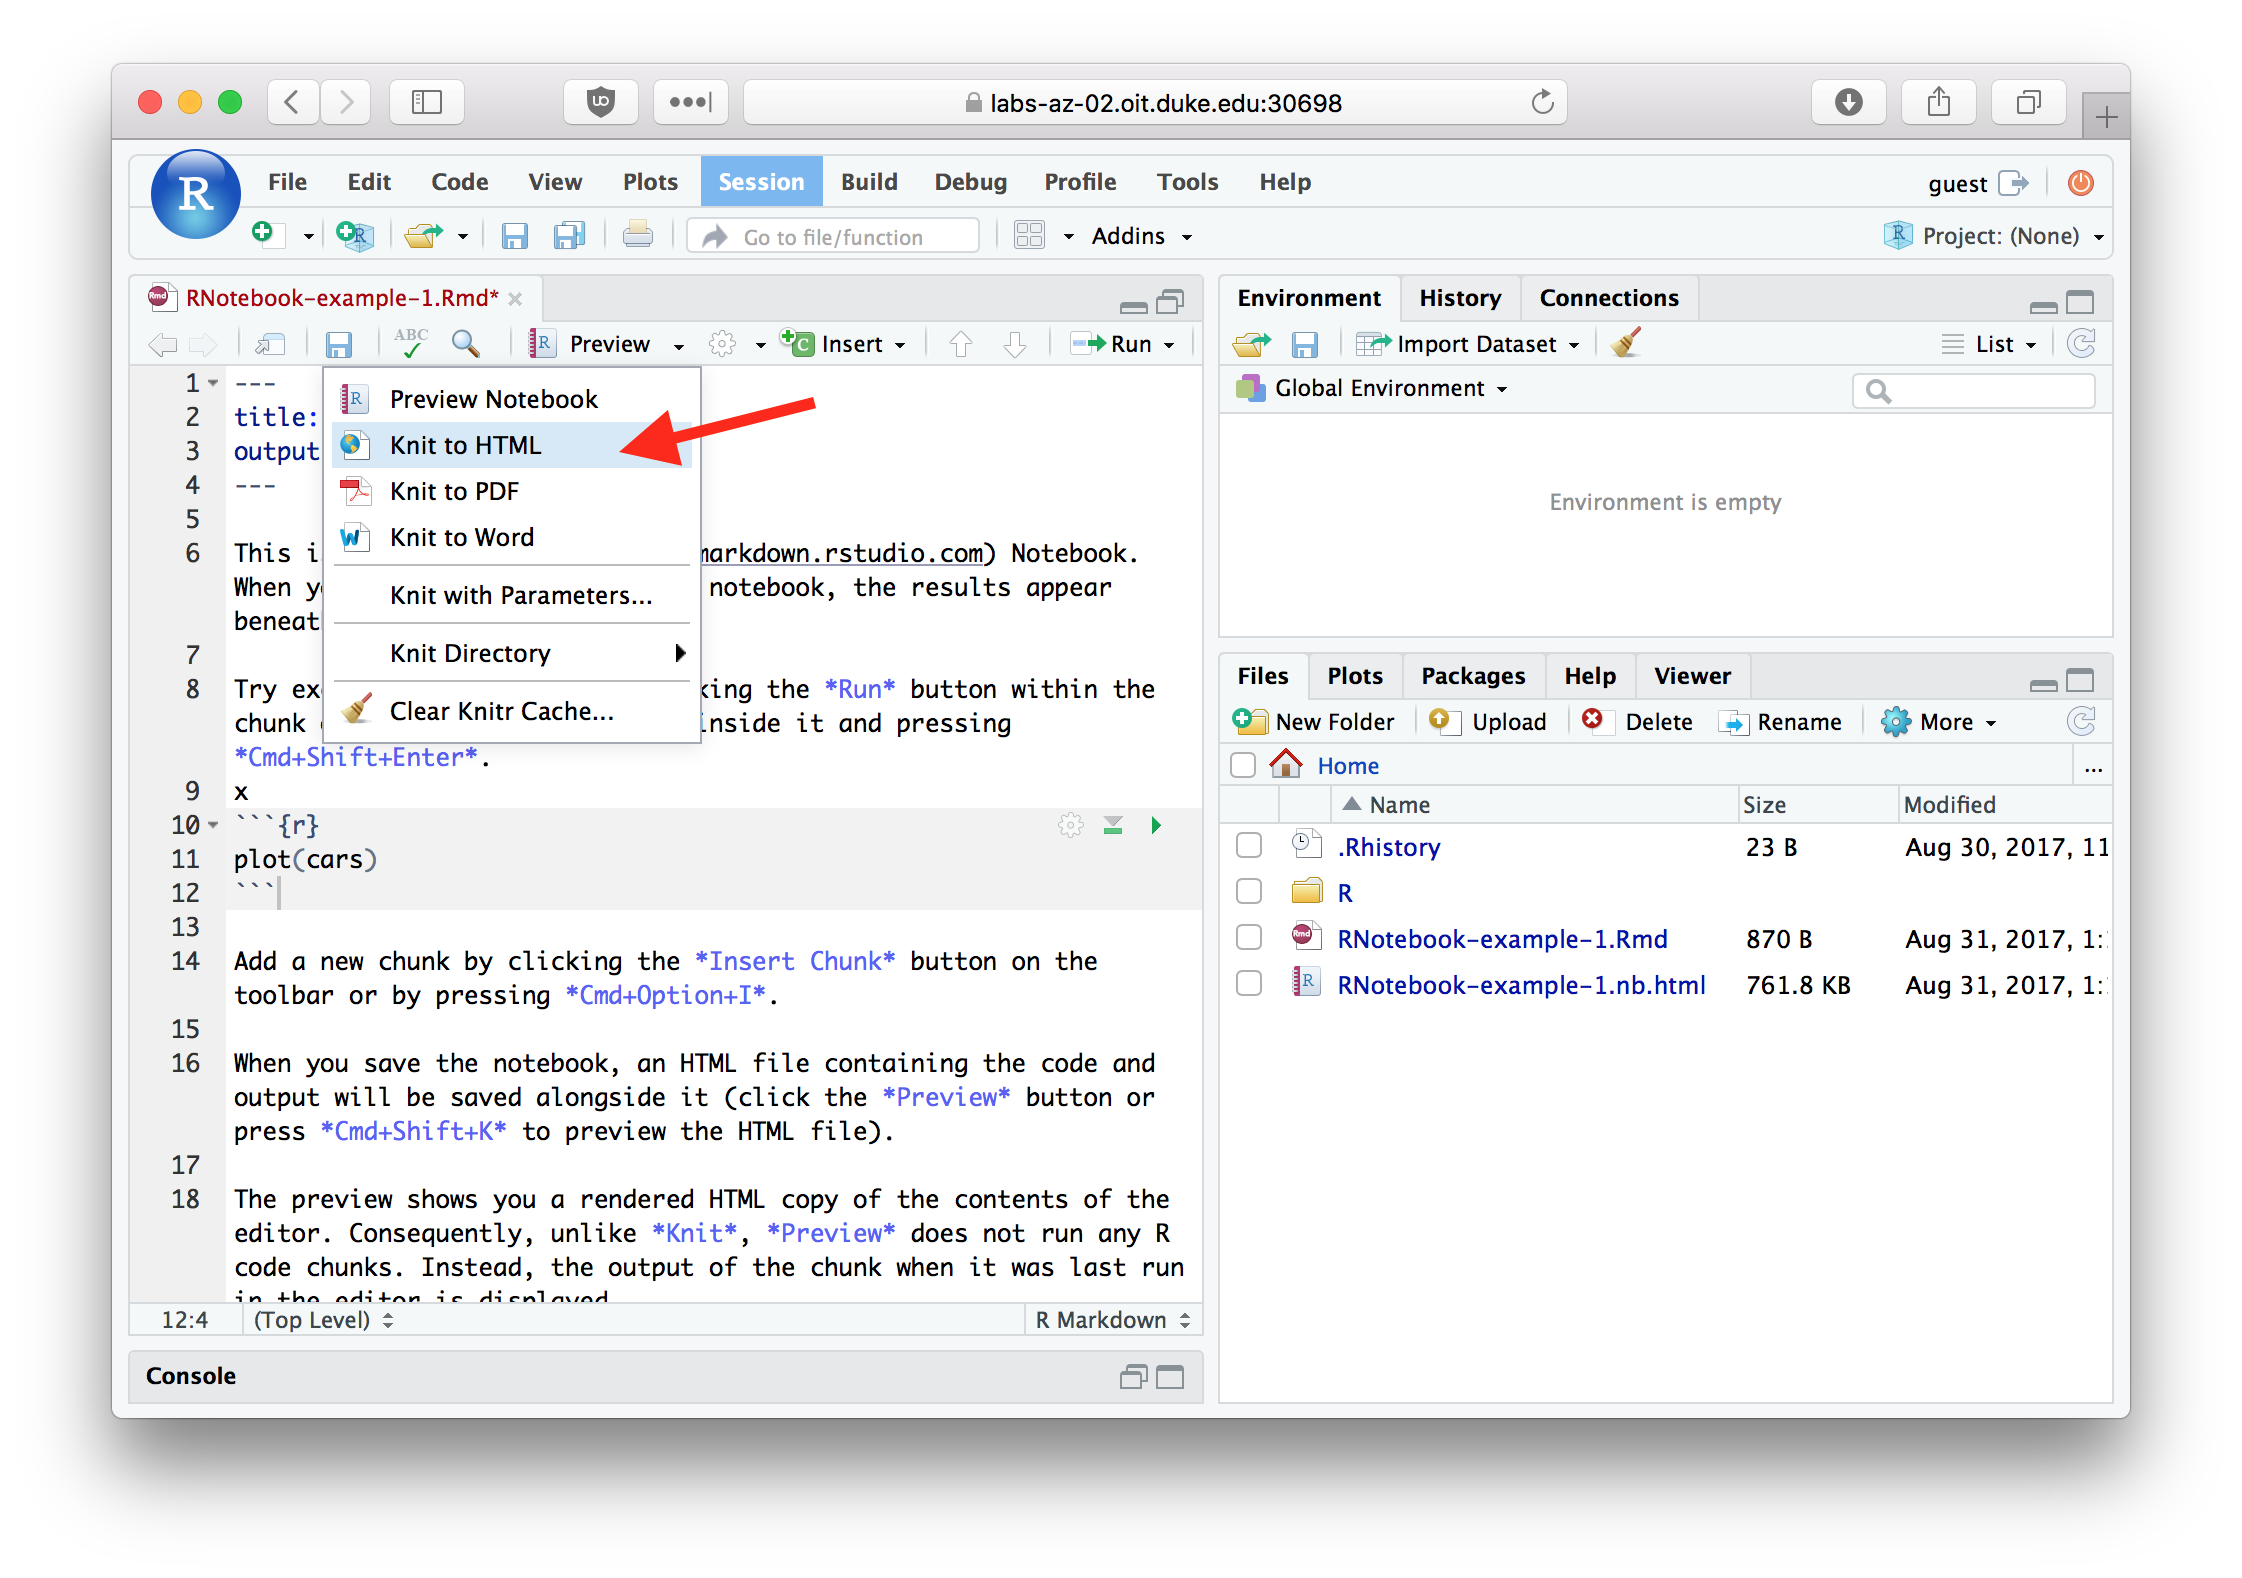 labs-az-02.oit.duke.edu:30698
R File Edit Code View Plots Session Build Debug Profile Tools Help guest
Go to file/function Addins Project: (None)
RNotebook-example-1.Rmd*
ABC Preview Insert Run
1 ---
2 title:
3 output
4 ---
5
6 This i markdown.rstudio.com) Notebook.
When yo notebook, the results appear
beneat
7
8 Try exe king the *Run* button within the
chunk inside it and pressing
*Cmd+Shift+Enter*.
9 x
10 ```{r}
11 plot(cars)
12 ```
13
14 Add a new chunk by clicking the *Insert Chunk* button on the
toolbar or by pressing *Cmd+Option+I*.
15
16 When you save the notebook, an HTML file containing the code and
output will be saved alongside it (click the *Preview* button or
press *Cmd+Shift+K* to preview the HTML file).
17
18 The preview shows you a rendered HTML copy of the contents of the
editor. Consequently, unlike *Knit*, *Preview* does not run any R
code chunks. Instead, the output of the chunk when it was last run
in the editor is displayed
12:4 (Top Level) R Markdown
Console
Preview Notebook
Knit to HTML
Knit to PDF
Knit to Word
Knit with Parameters...
Knit Directory
Clear Knitr Cache...
Environment History Connections
Import Dataset List
Global Environment
Environment is empty
Files Plots Packages Help Viewer
New Folder Upload Delete Rename More
Home ...
Name Size Modified
.Rhistory 23 B Aug 30, 2017, 11
R
RNotebook-example-1.Rmd 870 B Aug 31, 2017, 1:
RNotebook-example-1.nb.html 761.8 KB Aug 31, 2017, 1: